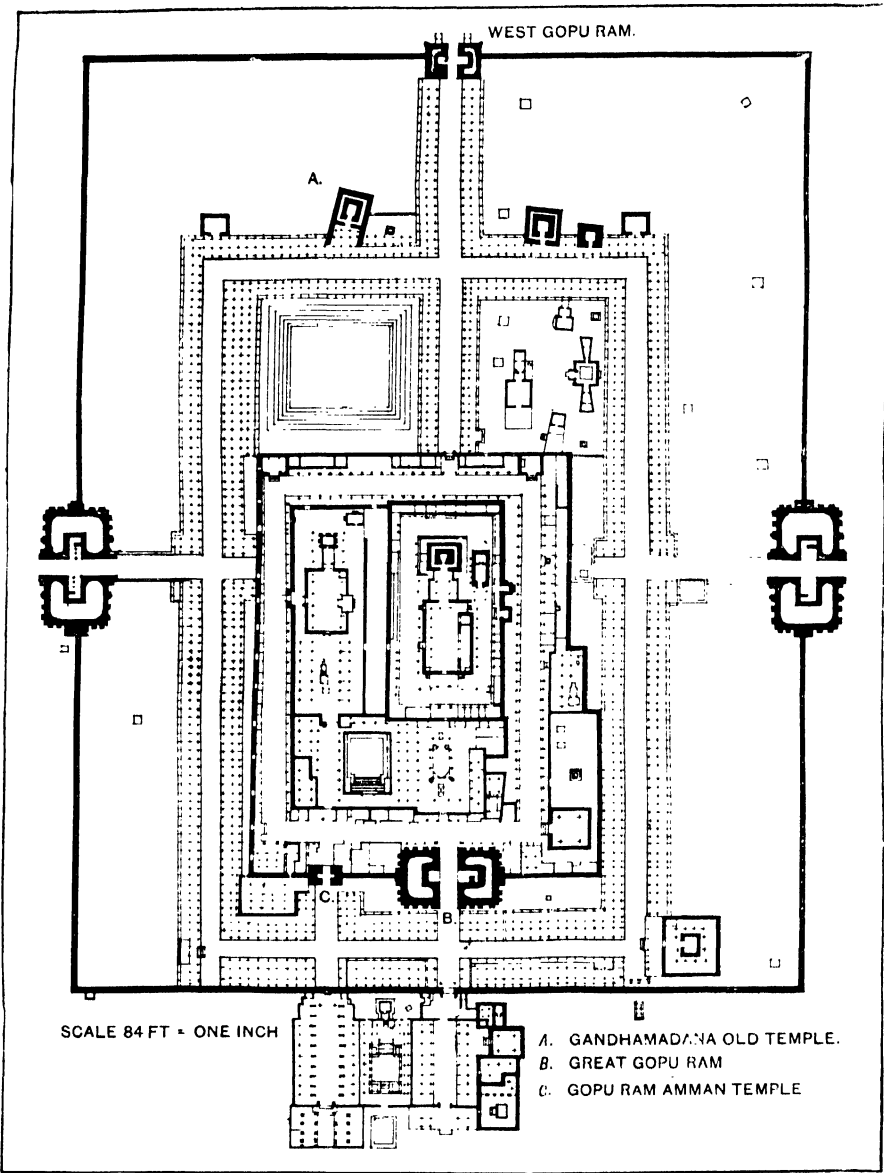 WEST GOPU RAM.
A.
C.
B.
SCALE 84 FT = ONE INCH
A. GANDHAMADANA OLD TEMPLE.
B. GREAT GOPU RAM
C. GOPU RAM AMMAN TEMPLE